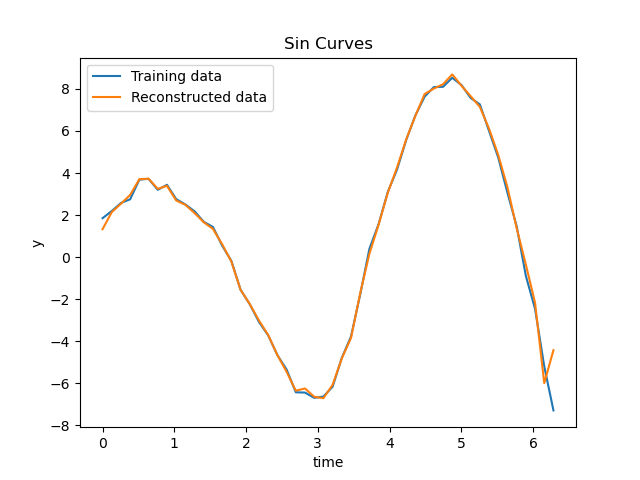 Sin Curves
Training data
Reconstructed data
8
6
4
2
0
−2
−4
−6
−8
y
0 1 2 3 4 5 6
time